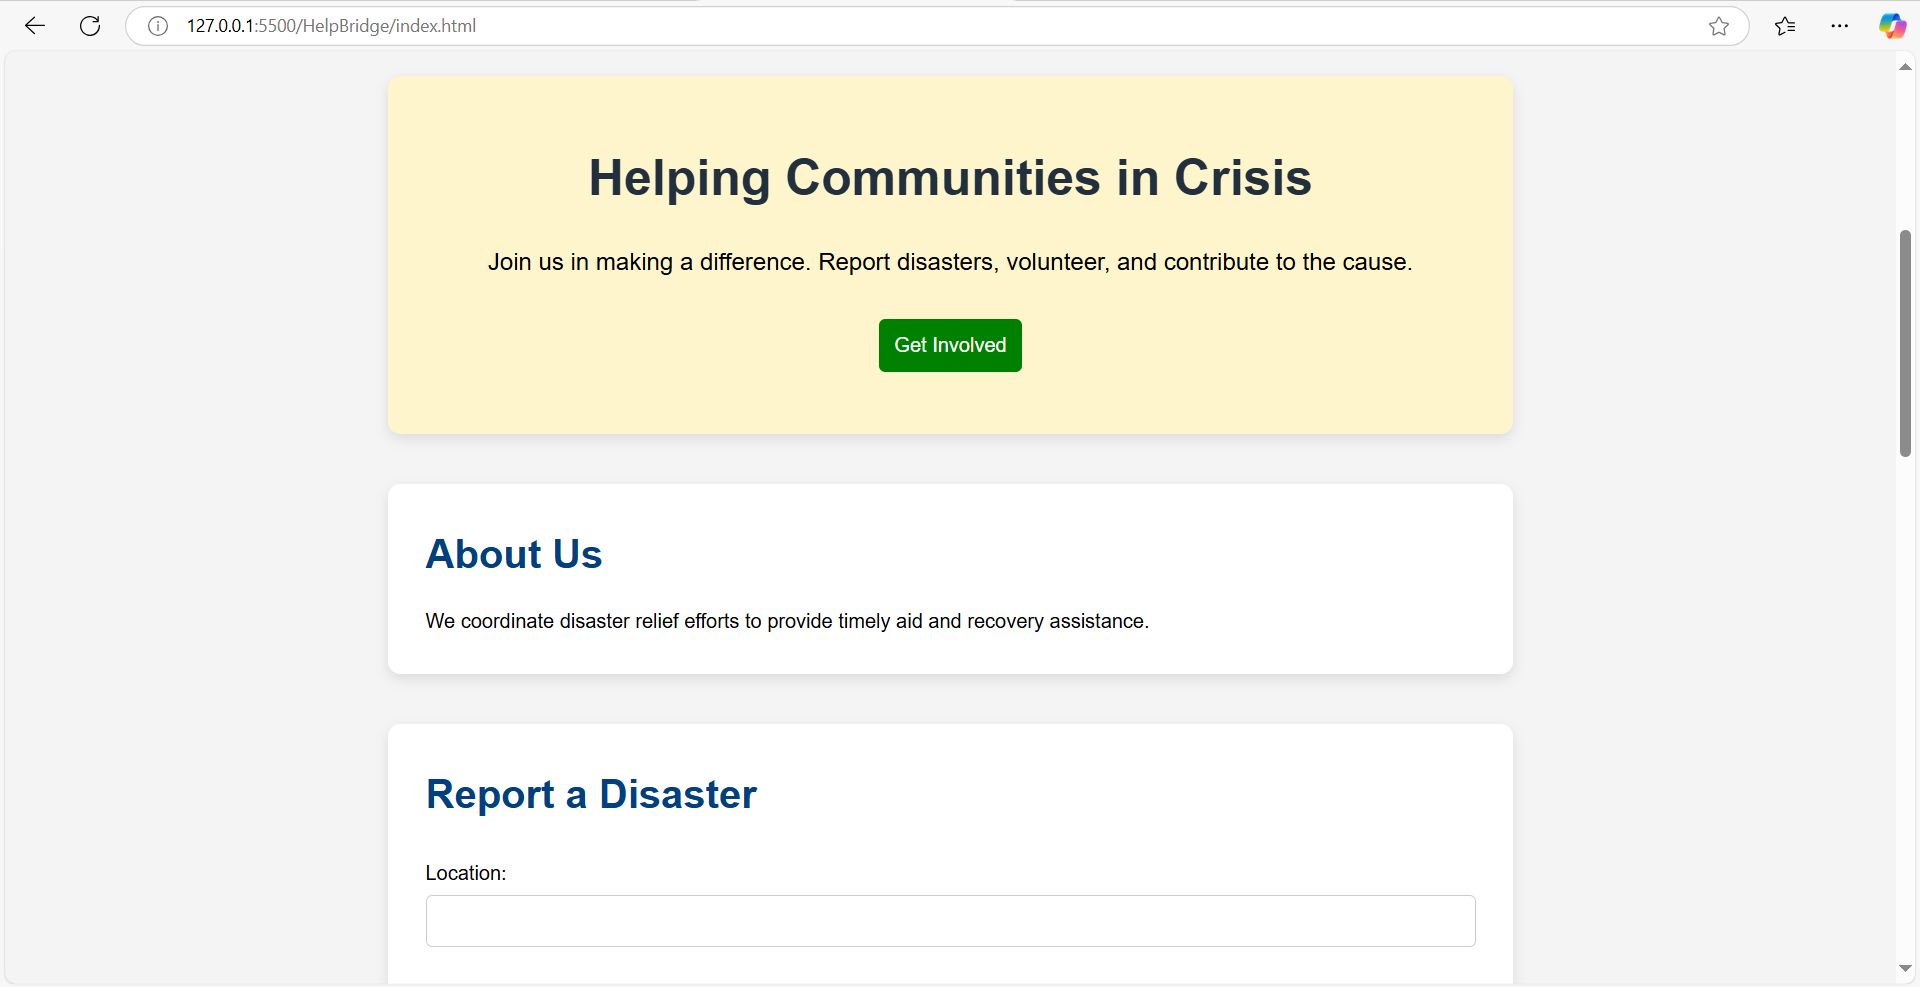 127.0.0.1:5500/HelpBridge/index.html
Helping Communities in Crisis
Join us in making a difference. Report disasters, volunteer, and contribute to the cause.
Get Involved
About Us
We coordinate disaster relief efforts to provide timely aid and recovery assistance.
Report a Disaster
Location: